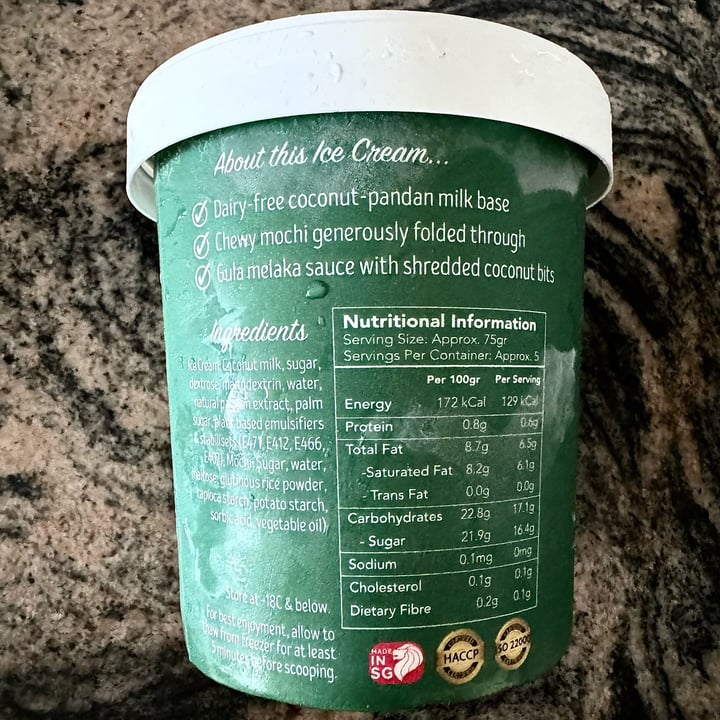 About this Ice Cream...
Dairy-free coconut-pandan milk base
Chewy mochi generously folded through
Gula melaka sauce with shredded coconut bits
Ingredients
Ice Cream: Coconut milk, sugar,
dextrose, maltodextrin, water,
natural pandan extract, palm
sugar, plant based emulsifiers
& stabilisers (E471, E412, E466,
E407). Mochi: Sugar, water,
maltose, glutinous rice powder,
tapioca starch, potato starch,
sorbic acid, vegetable oil)
Store at -18C & below.
For best enjoyment, allow to
thaw from freezer for at least
5 minutes before scooping.
Nutritional Information
Serving Size: Approx. 75gr
Servings Per Container: Approx. 5
Per 100gr Per Serving
Energy 172 kCal 129 kCal
Protein 0.8g 0.6g
Total Fat 8.7g 6.5g
-Saturated Fat 8.2g 6.1g
- Trans Fat 0.0g 0.0g
Carbohydrates 22.8g 17.1g
- Sugar 21.9g 16.4g
Sodium 0.1mg 0mg
Cholesterol 0.1g 0.1g
Dietary Fibre 0.2g 0.1g
MADE
IN
SG
HACCP
ISO 22000